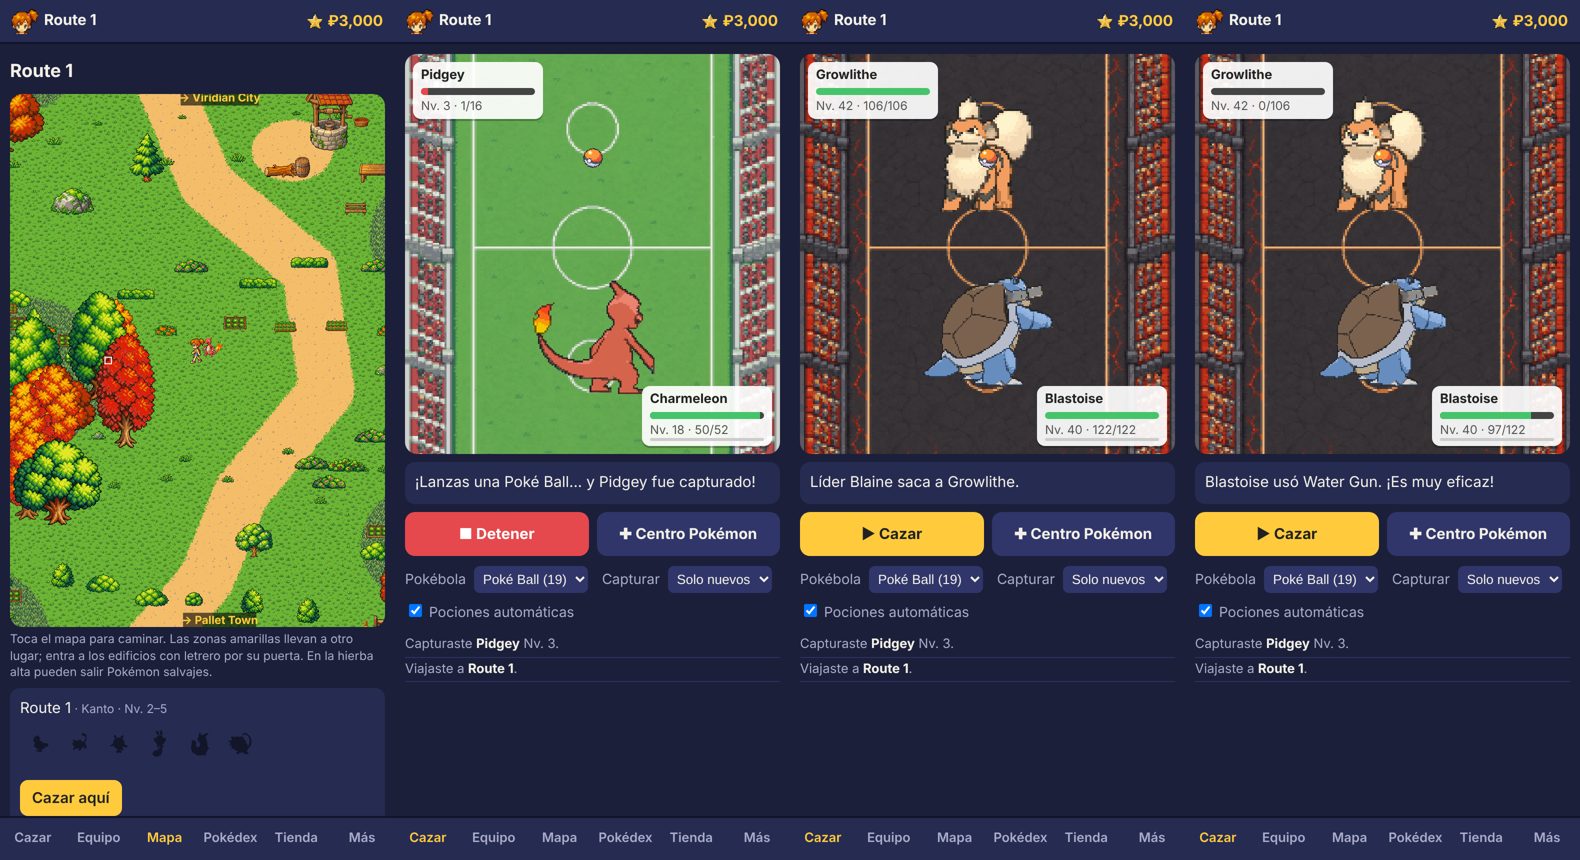 Route 1
₽3,000
Route 1
→ Viridian City
→ Pallet Town
Toca el mapa para caminar. Las zonas amarillas llevan a otro
lugar; entra a los edificios con letrero por su puerta. En la hierba
alta pueden salir Pokémon salvajes.
Route 1 · Kanto · Nv. 2–5
Cazar aquí
Cazar Equipo Mapa Pokédex Tienda Más
Route 1
₽3,000
Pidgey
Nv. 3 · 1/16
Charmeleon
Nv. 18 · 50/52
¡Lanzas una Poké Ball... y Pidgey fue capturado!
Detener
Centro Pokémon
Pokébola Poké Ball (19) Capturar Solo nuevos
Pociones automáticas
Capturaste Pidgey Nv. 3.
Viajaste a Route 1.
Cazar Equipo Mapa Pokédex Tienda Más
Route 1
₽3,000
Growlithe
Nv. 42 · 106/106
Blastoise
Nv. 40 · 122/122
Líder Blaine saca a Growlithe.
Cazar
Centro Pokémon
Pokébola Poké Ball (19) Capturar Solo nuevos
Pociones automáticas
Capturaste Pidgey Nv. 3.
Viajaste a Route 1.
Cazar Equipo Mapa Pokédex Tienda Más
Route 1
₽3,000
Growlithe
Nv. 42 · 0/106
Blastoise
Nv. 40 · 97/122
Blastoise usó Water Gun. ¡Es muy eficaz!
Cazar
Centro Pokémon
Pokébola Poké Ball (19) Capturar Solo nuevos
Pociones automáticas
Capturaste Pidgey Nv. 3.
Viajaste a Route 1.
Cazar Equipo Mapa Pokédex Tienda Más